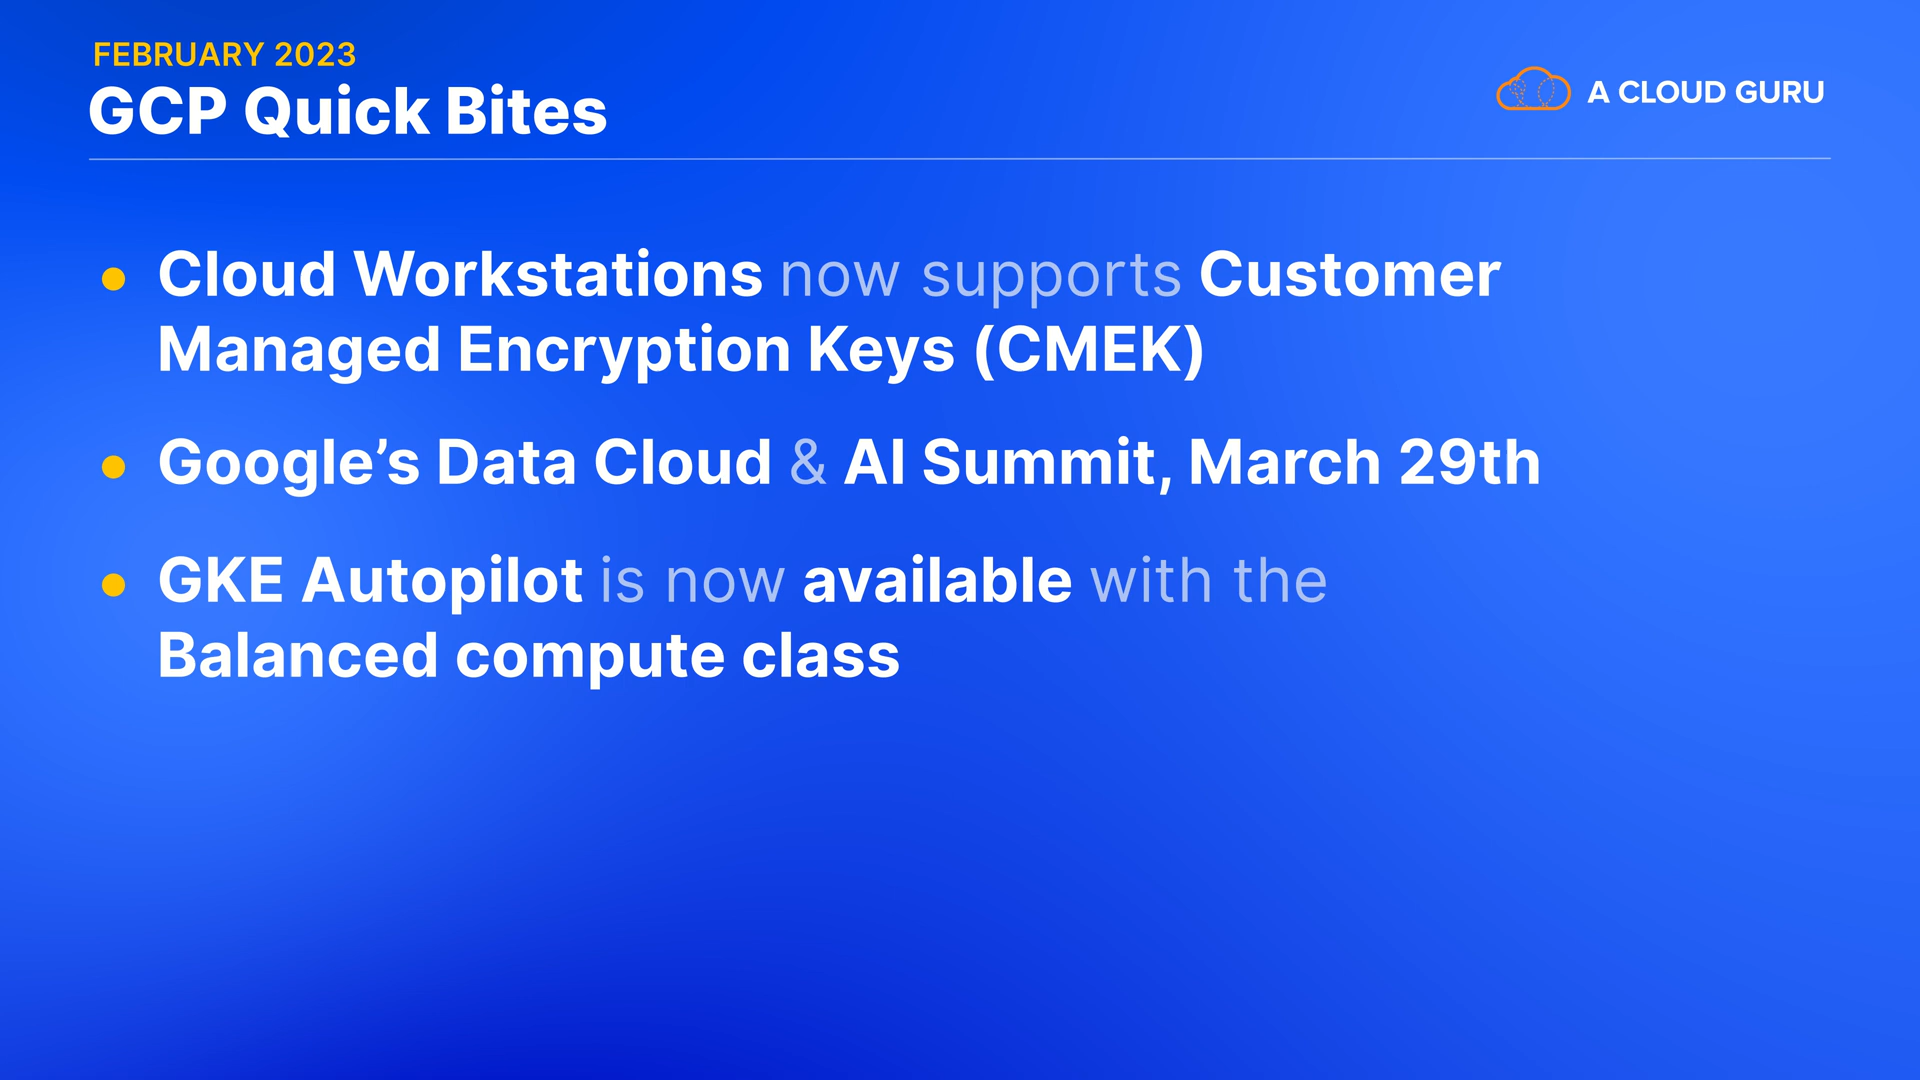 FEBRUARY 2023
GCP Quick Bites
A CLOUD GURU
Cloud Workstations now supports Customer
Managed Encryption Keys (CMEK)
Google’s Data Cloud & AI Summit, March 29th
GKE Autopilot is now available with the
Balanced compute class